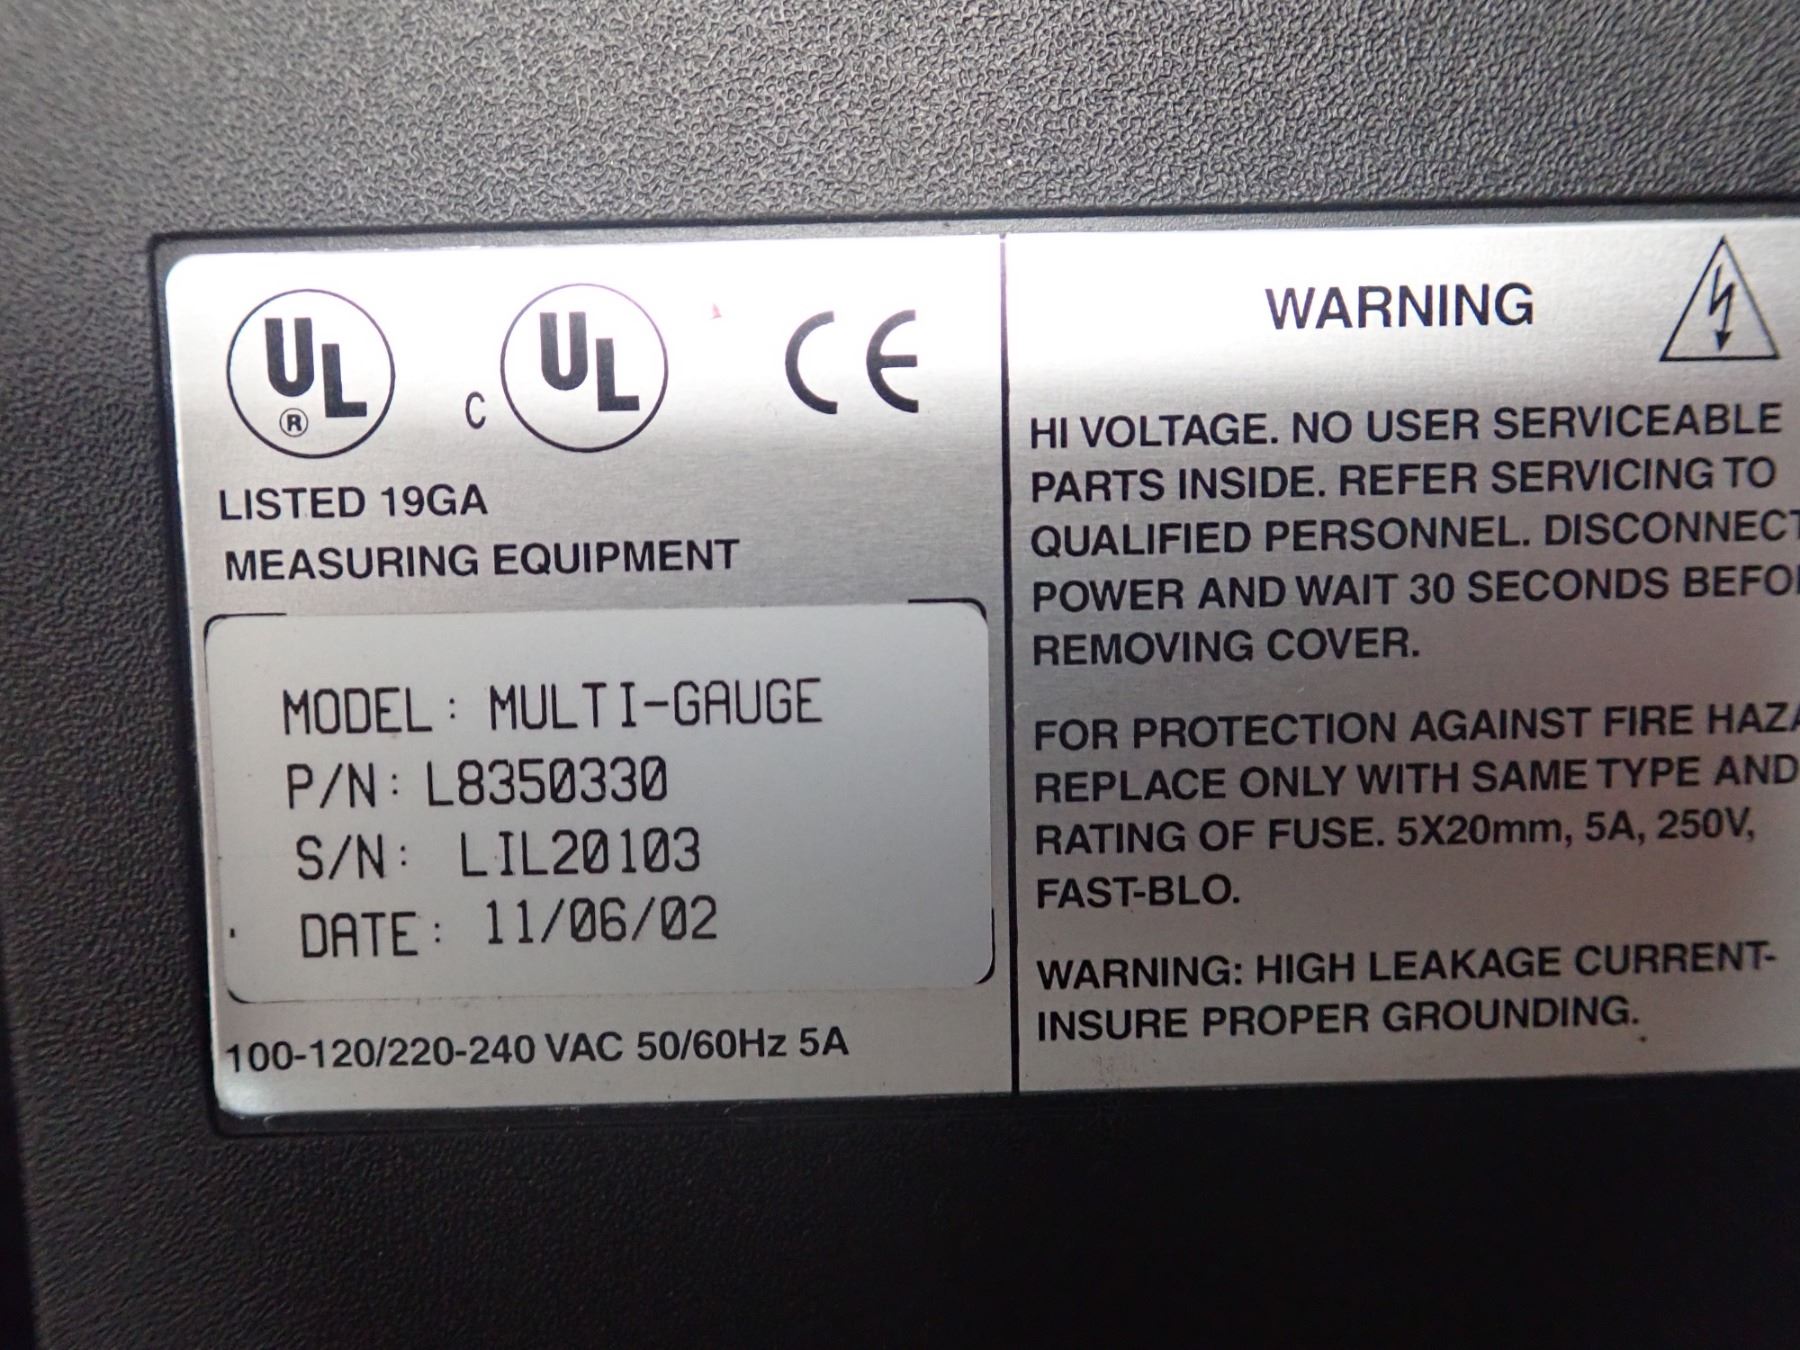 UL
®
C UL
CE
LISTED 19GA
MEASURING EQUIPMENT
MODEL: MULTI-GAUGE
P/N: L8350330
S/N: LIL20103
DATE: 11/06/02
100-120/220-240 VAC 50/60Hz 5A
WARNING
HI VOLTAGE. NO USER SERVICEABLE
PARTS INSIDE. REFER SERVICING TO
QUALIFIED PERSONNEL. DISCONNECT
POWER AND WAIT 30 SECONDS
REMOVING COVER.
FOR PROTECTION AGAINST FIRE
REPLACE ONLY WITH SAME TYPE AND
RATING OF FUSE. 5X20mm, 5A, 250V,
FAST-BLO.
WARNING: HIGH LEAKAGE CURRENT-
INSURE PROPER GROUNDING.